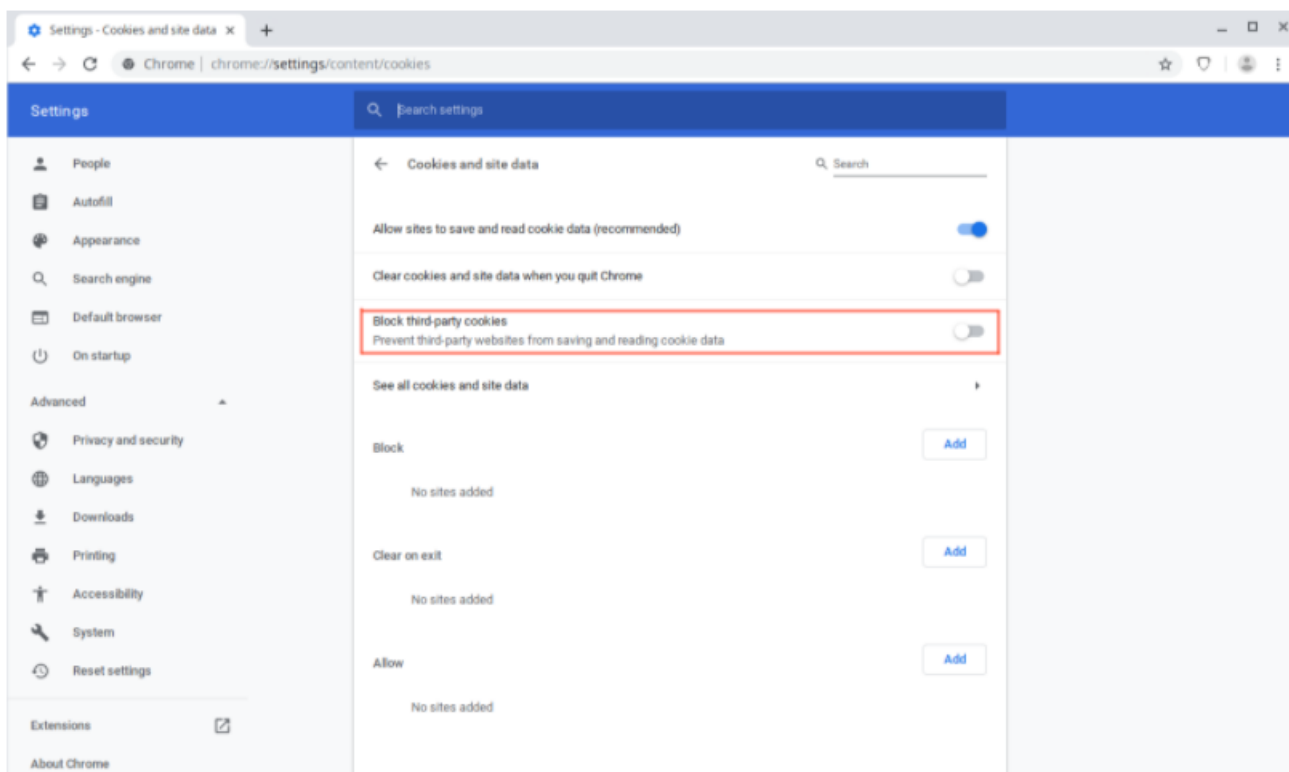 Settings - Cookies and site data
Chrome | chrome://settings/content/cookies
Settings
Search settings
People
Autofill
Appearance
Search engine
Default browser
On startup
Advanced
Privacy and security
Languages
Downloads
Printing
Accessibility
System
Reset settings
Extensions
About Chrome
Cookies and site data
Search
Allow sites to save and read cookie data (recommended)
Clear cookies and site data when you quit Chrome
Block third-party cookies
Prevent third-party websites from saving and reading cookie data
See all cookies and site data
Block
Add
No sites added
Clear on exit
Add
No sites added
Allow
Add
No sites added